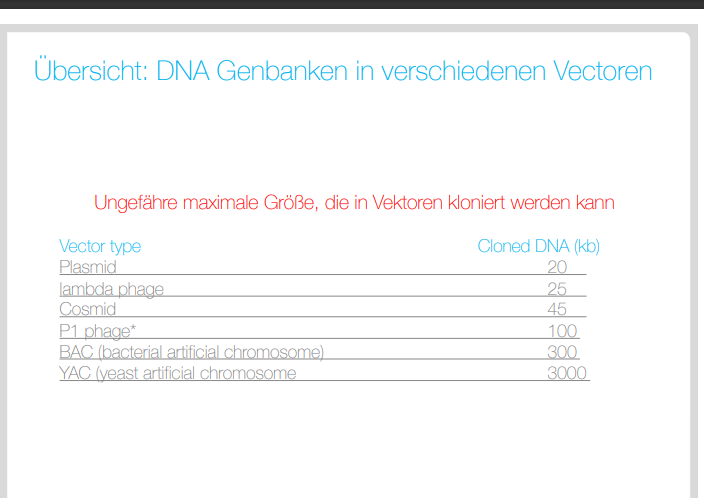 Übersicht: DNA Genbanken in verschiedenen Vectoren
Ungefähre maximale Größe, die in Vektoren kloniert werden kann
Vector type Cloned DNA (kb)
Plasmid 20
lambda phage 25
Cosmid 45
P1 phage* 100
BAC (bacterial artificial chromosome) 300
YAC (yeast artificial chromosome 3000